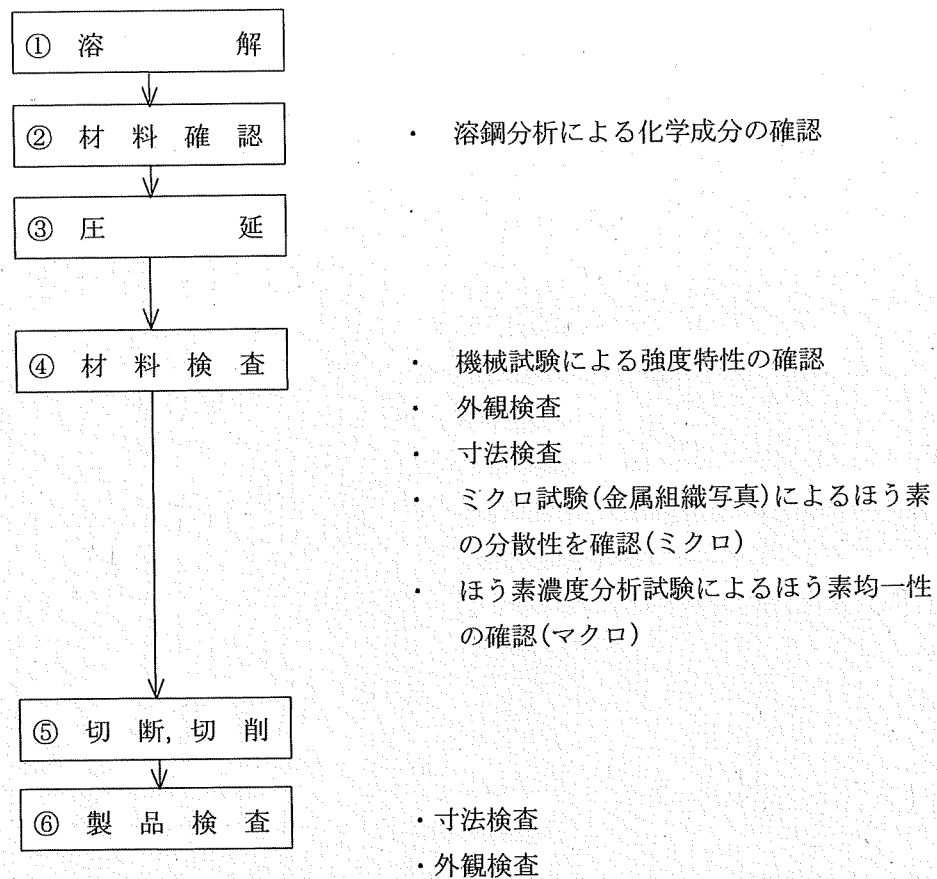 ① 溶解
② 材料確認
・ 溶鋼分析による化学成分の確認
③ 圧延
④ 材料検査
・ 機械試験による強度特性の確認
・ 外観検査
・ 寸法検査
・ ミクロ試験(金属組織写真)によるほう素
の分散性を確認(ミクロ)
・ ほう素濃度分析試験によるほう素均一性
の確認(マクロ)
⑤ 切断,切削
⑥ 製品検査
・寸法検査
・外観検査